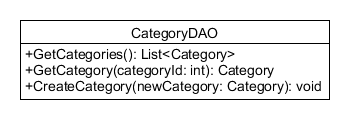 CategoryDAO
+GetCategories(): List<Category>
+GetCategory(categoryId: int): Category
+CreateCategory(newCategory: Category): void